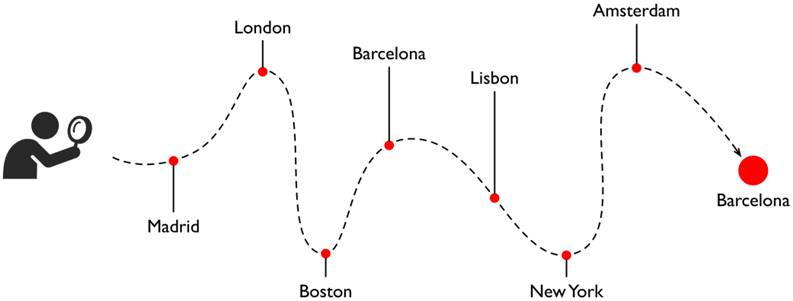 Madrid
London
Boston
Barcelona
Lisbon
New York
Amsterdam
Barcelona